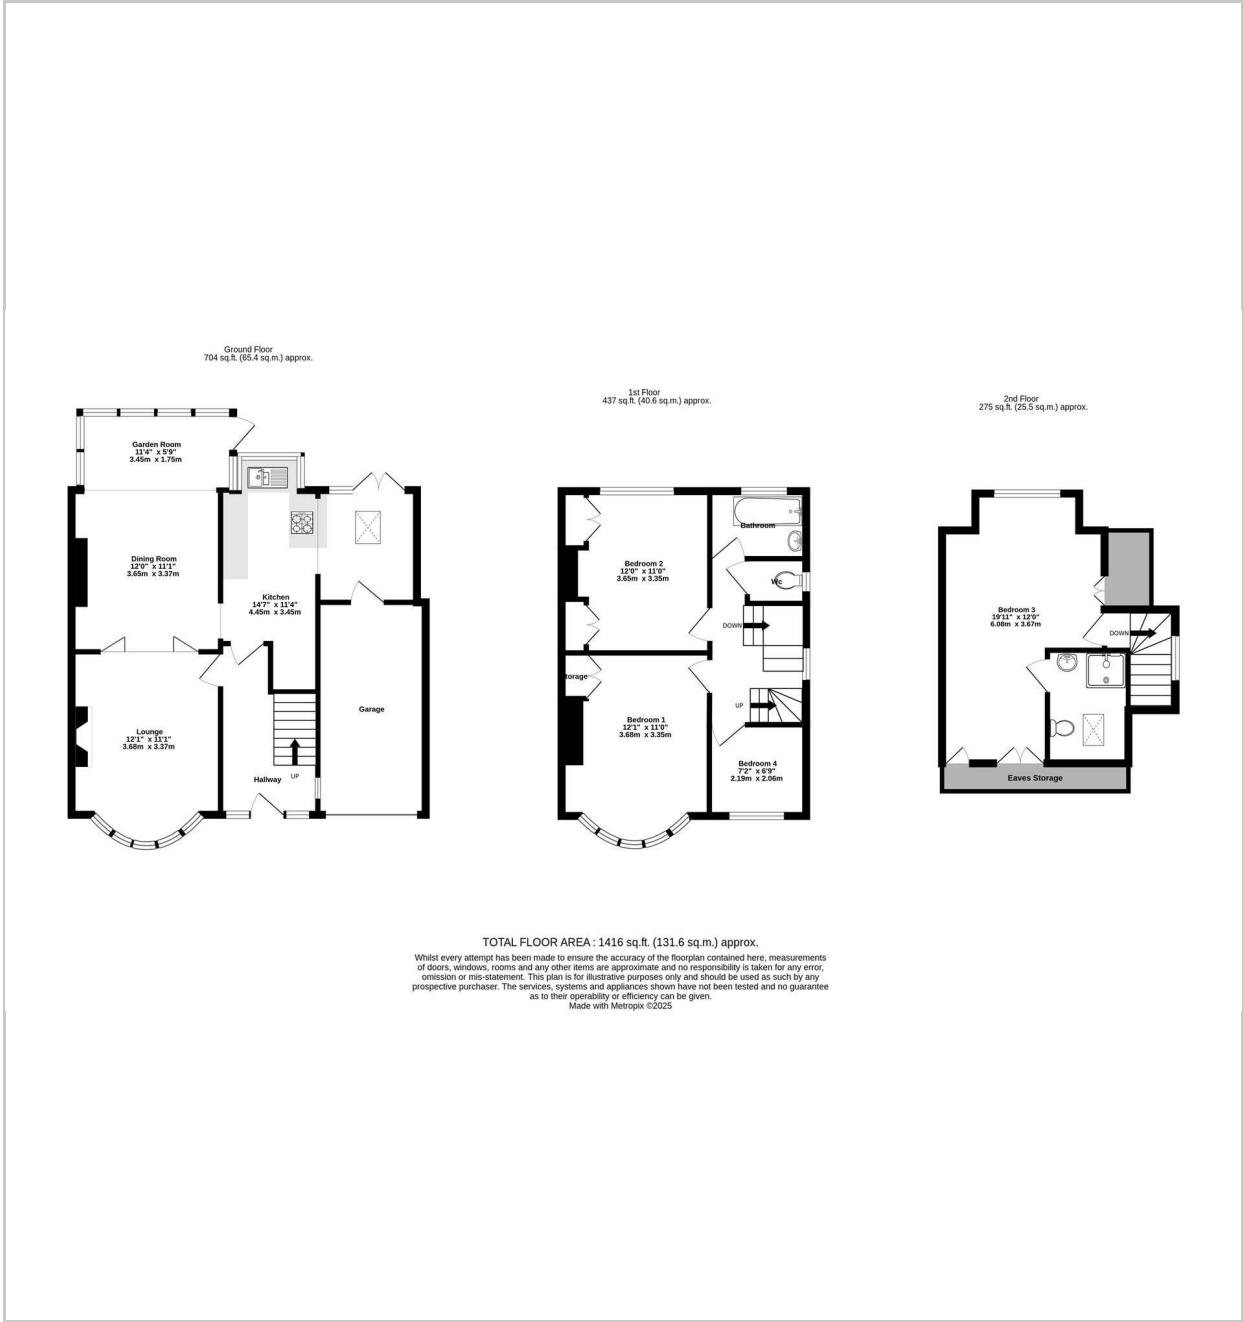 Ground Floor
704 sq.ft. (65.4 sq.m.) approx.
Garden Room
11'4" x 5'9"
3.45m x 1.75m
Dining Room
12'0" x 11'1"
3.65m x 3.37m
Kitchen
14'7" x 11'4"
4.45m x 3.45m
Lounge
12'1" x 11'1"
3.68m x 3.37m
Garage
Hallway
UP
1st Floor
437 sq.ft. (40.6 sq.m.) approx.
Bathroom
Bedroom 2
12'0" x 11'0"
3.65m x 3.35m
Wc
DOWN
torage
Bedroom 1
12'1" x 11'0"
3.68m x 3.35m
UP
Bedroom 4
7'2" x 6'9"
2.19m x 2.06m
2nd Floor
275 sq.ft. (25.5 sq.m.) approx.
Bedroom 3
19'11" x 12'0"
6.08m x 3.67m
DOWN
Eaves Storage
TOTAL FLOOR AREA : 1416 sq.ft. (131.6 sq.m.) approx.
Whilst every attempt has been made to ensure the accuracy of the floorplan contained here, measurements
of doors, windows, rooms and any other items are approximate and no responsibility is taken for any error,
omission or mis-statement. This plan is for illustrative purposes only and should be used as such by any
prospective purchaser. The services, systems and appliances shown have not been tested and no guarantee
as to their operability or efficiency can be given.
Made with Metropix ©2025